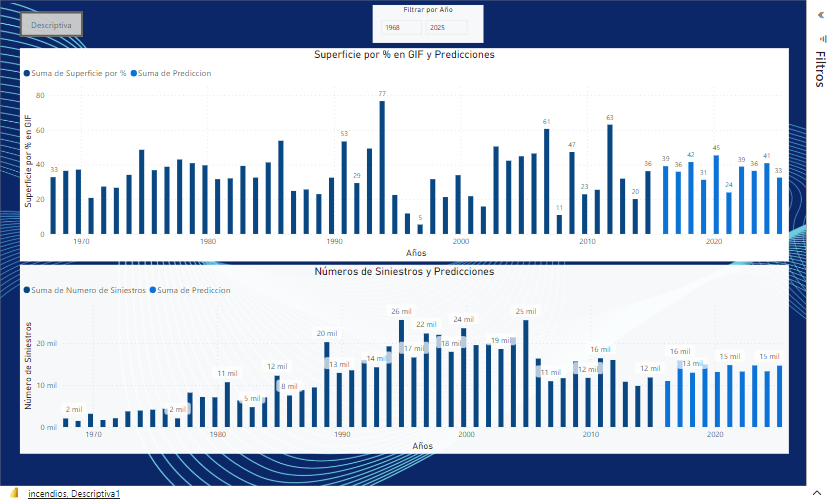 Descriptiva
Filtrar por Año
1968
2025
Filtros
Superficie por % en GIF y Predicciones
Suma de Superficie por %
Suma de Prediccion
Superficie por % en GIF
80
60
40
20
0
33
53
29
77
5
61
11
47
23
63
20
36
39
36
42
31
45
24
39
36
41
33
1970
1980
1990
2000
2010
2020
Años
Números de Siniestros y Predicciones
Suma de Numero de Siniestros
Suma de Prediccion
Número de Siniestros
20 mil
10 mil
0 mil
2 mil
2 mil
11 mil
5 mil
12 mil
8 mil
20 mil
13 mil
14 mil
26 mil
17 mil
22 mil
18 mil
24 mil
19 mil
25 mil
11 mil
12 mil
16 mil
12 mil
16 mil
13 mil
15 mil
15 mil
1970
1980
1990
2000
2010
2020
Años
incendios, Descriptiva1